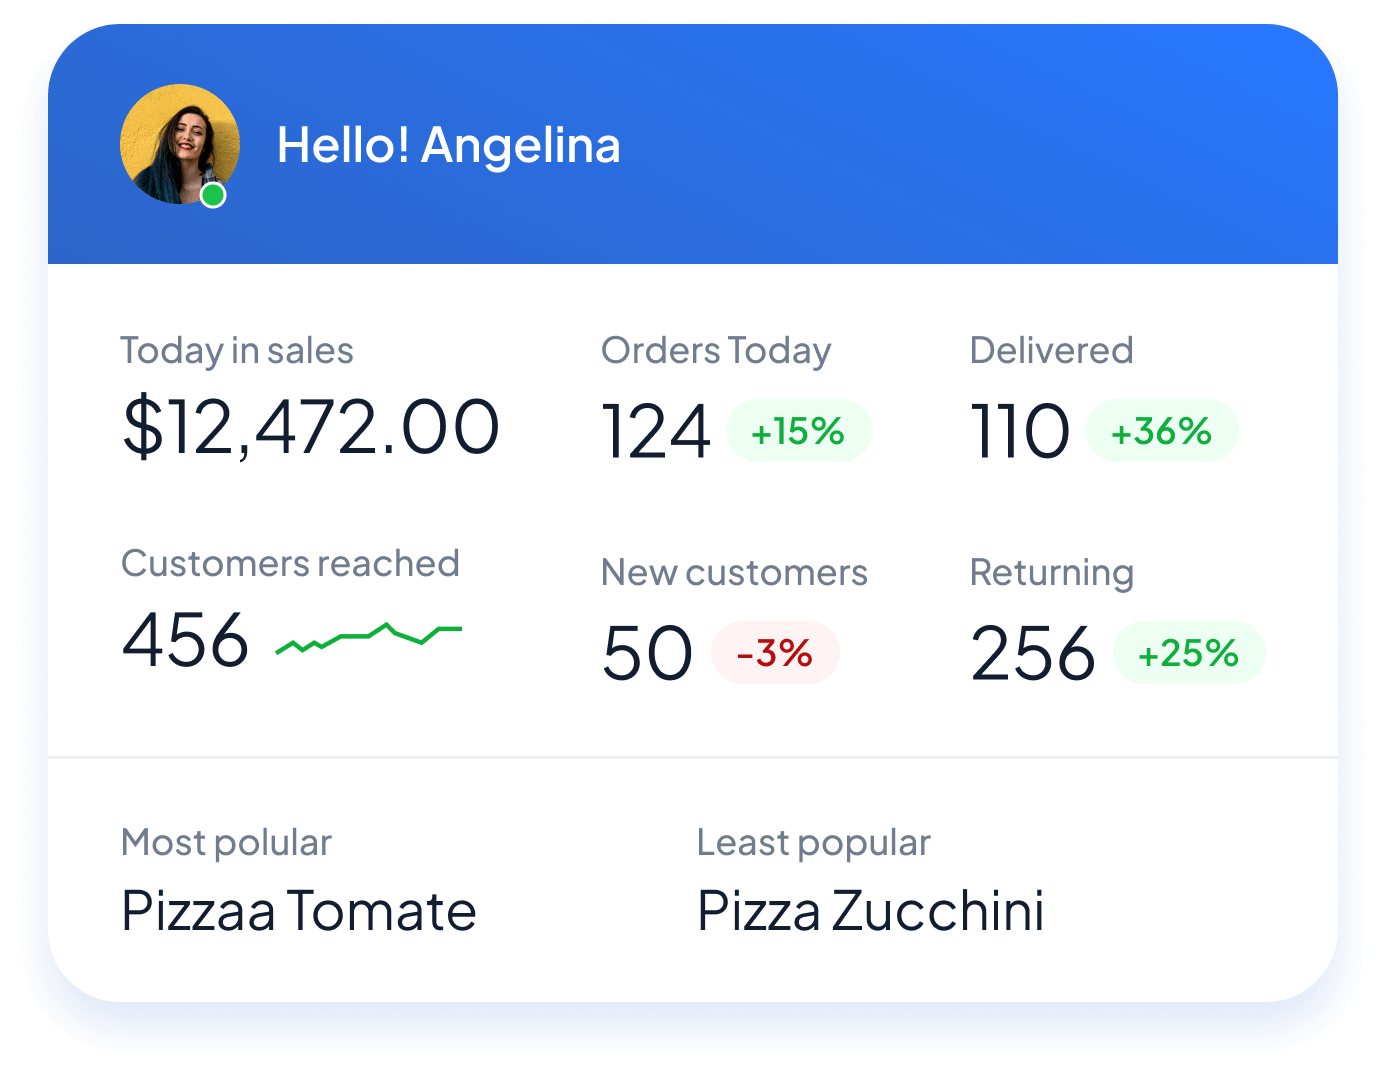 Hello! Angelina
Today in sales
$12,472.00
Orders Today
124 +15%
Delivered
110 +36%
Customers reached
456
New customers
50 -3%
Returning
256 +25%
Most polular
Pizzaa Tomate
Least popular
Pizza Zucchini